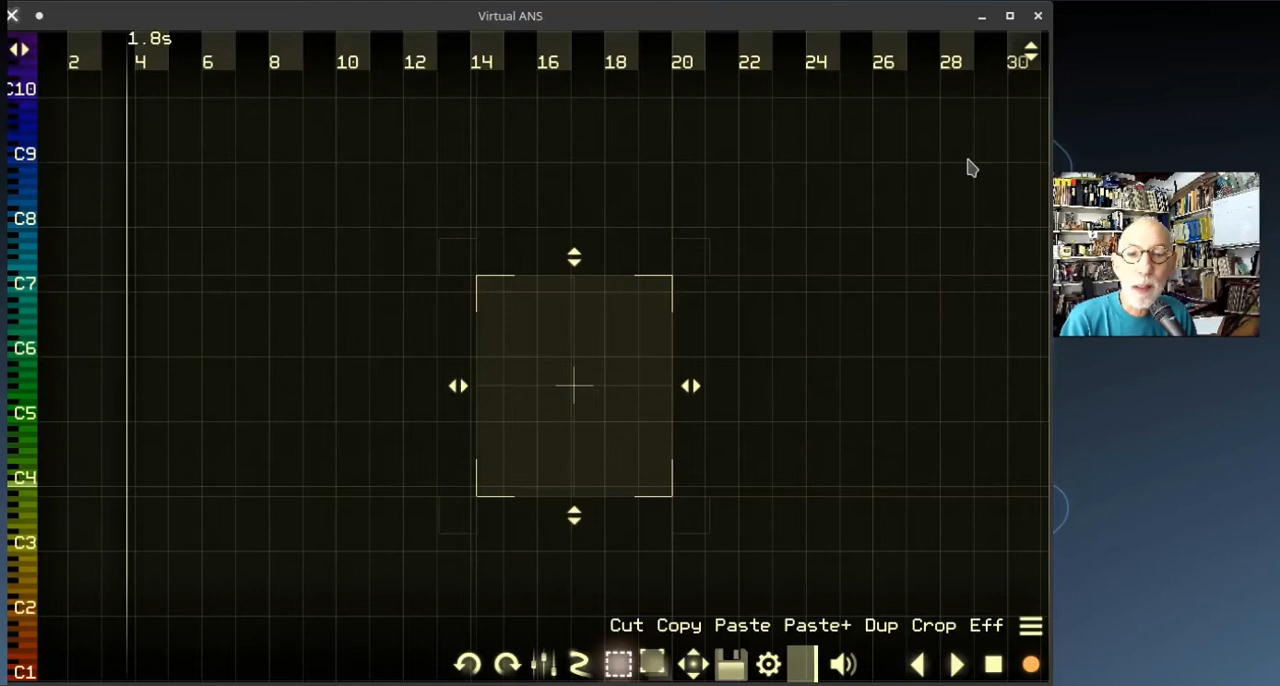 Virtual ANS
1.8s
2 4 6 8 10 12 14 16 18 20 22 24 26 28 30
C10
C9
C8
C7
C6
C5
C4
C3
C2
C1
Cut Copy Paste Paste+ Dup Crop Eff